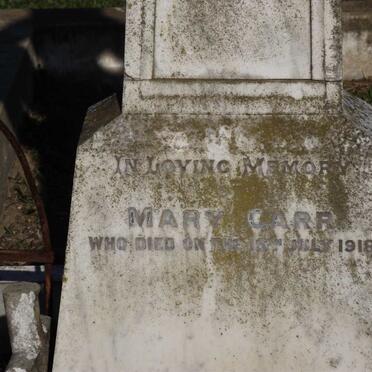 IN LOVING MEMORY
MARY CARR
WHO DIED ON THE JULY 1918